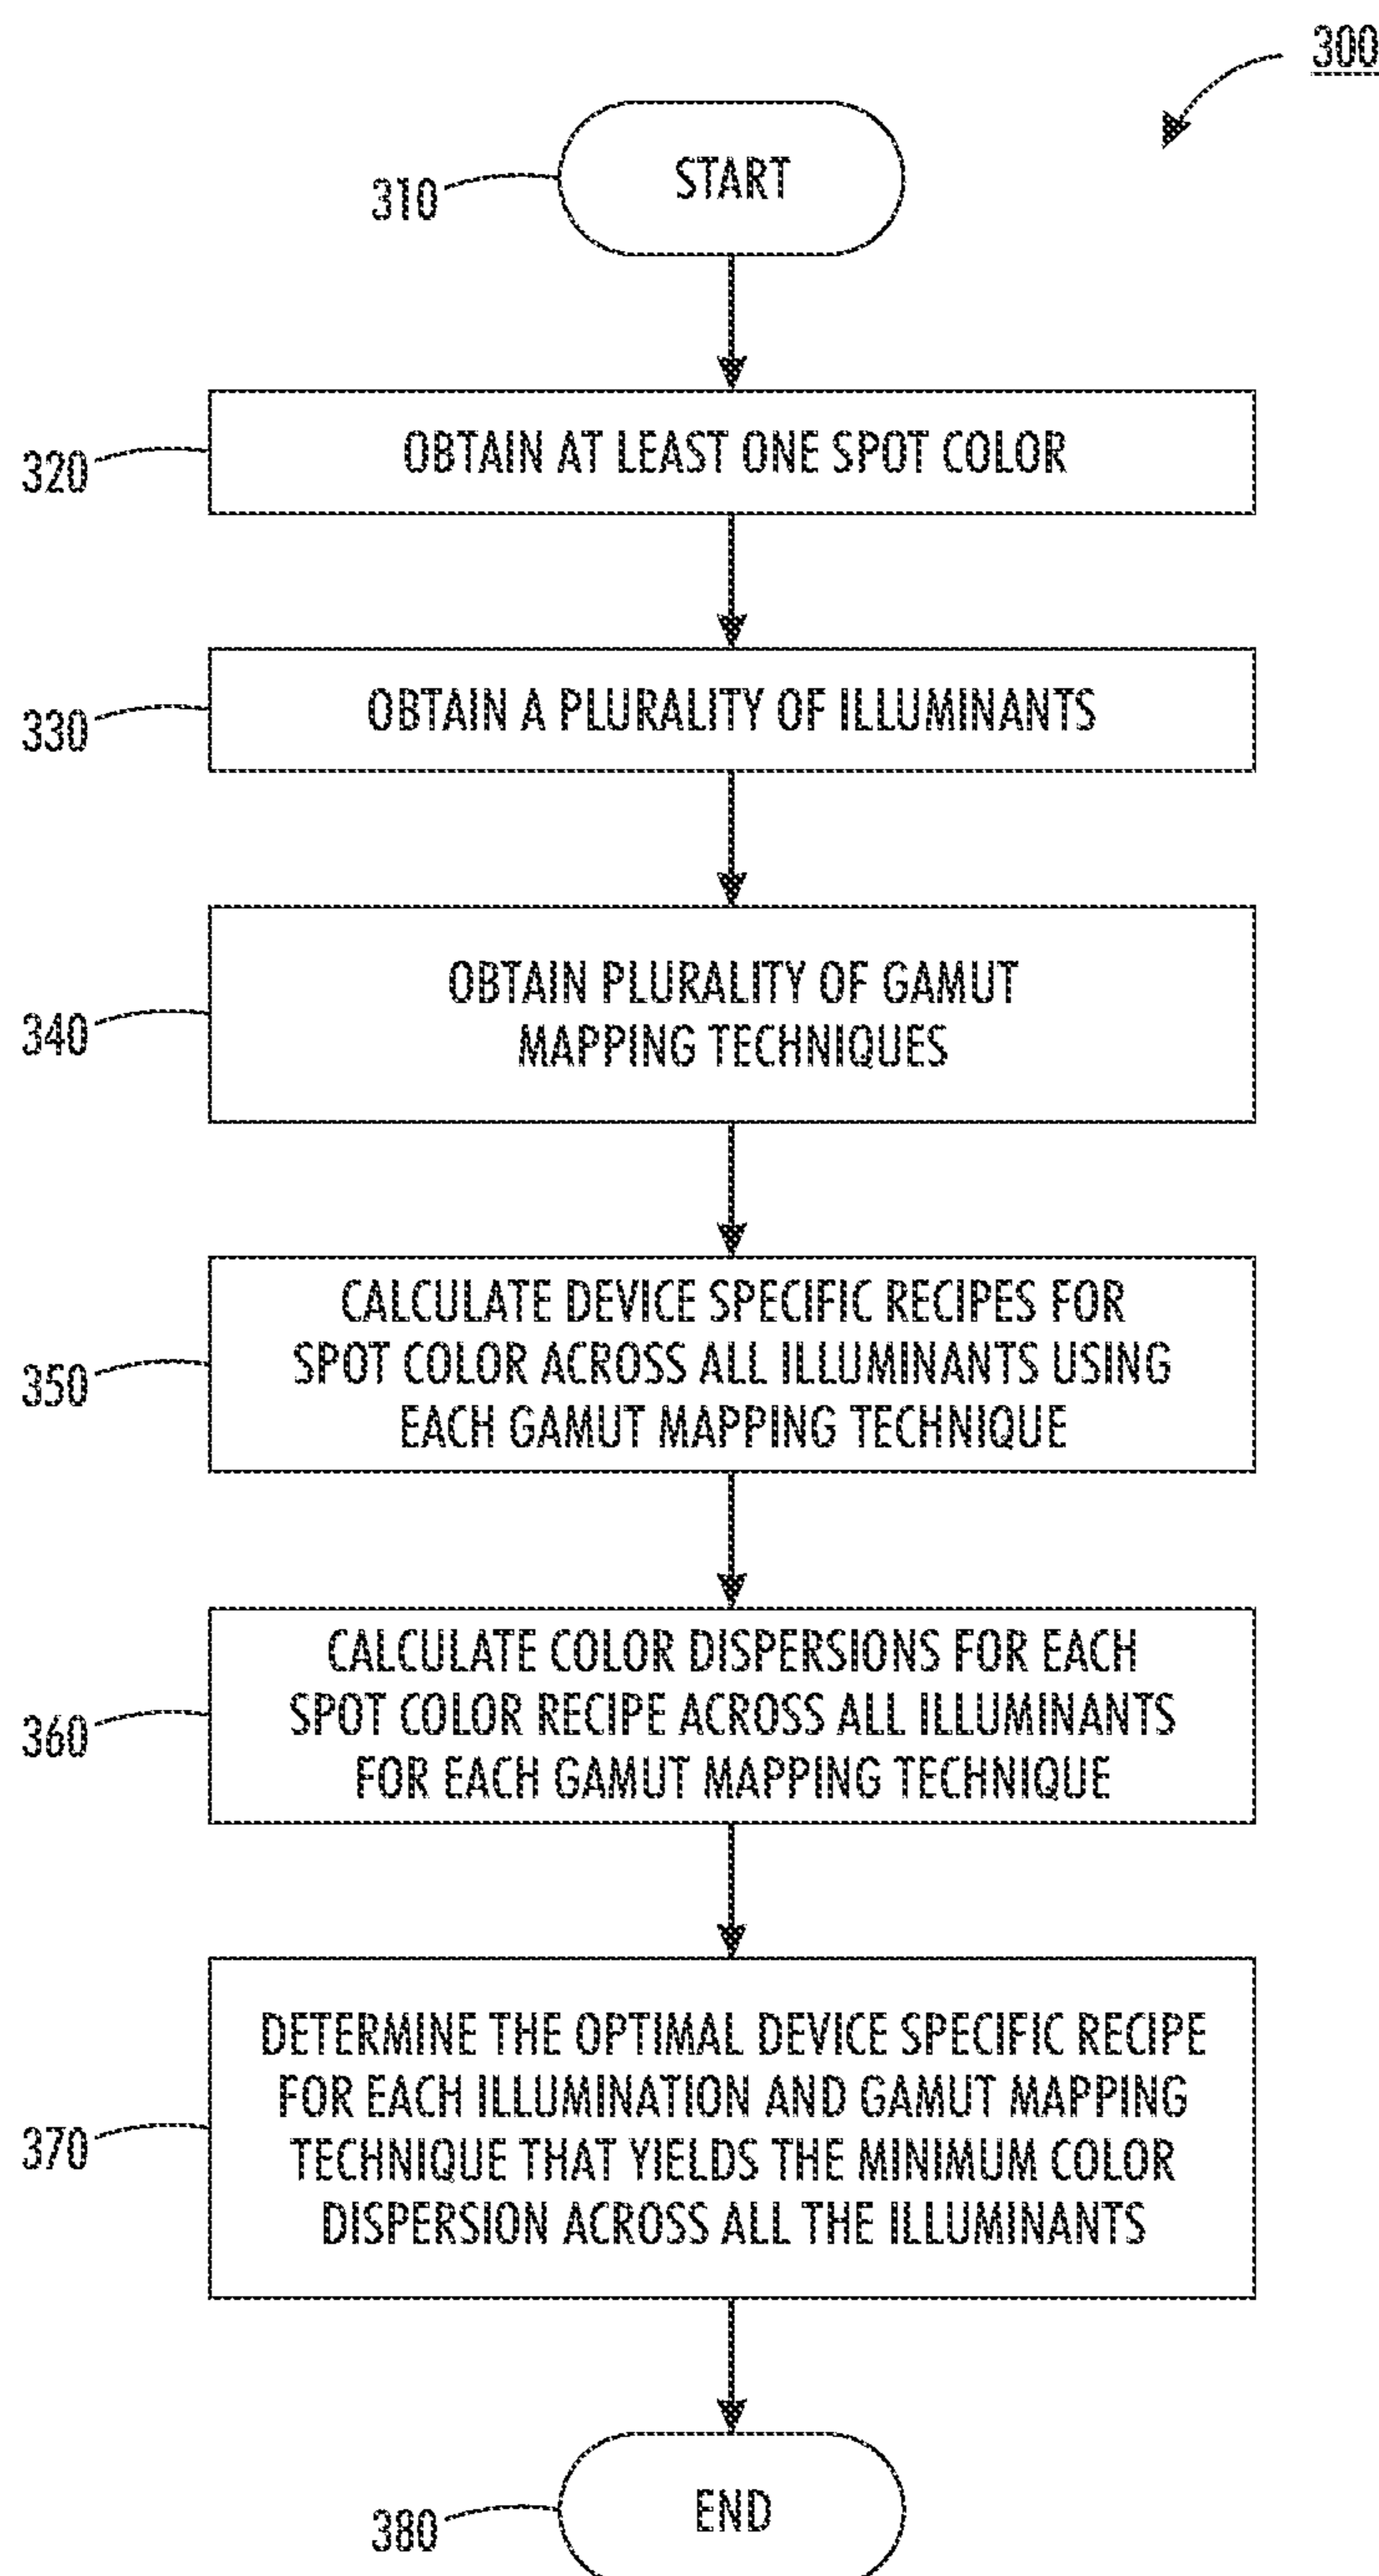 300
START
310
OBTAIN AT LEAST ONE SPOT COLOR
320
OBTAIN A PLURALITY OF ILLUMINANTS
330
OBTAIN PLURALITY OF GAMUT
MAPPING TECHNIQUES
340
CALCULATE DEVICE SPECIFIC RECIPES FOR
SPOT COLOR ACROSS ALL ILLUMINANTS USING
EACH GAMUT MAPPING TECHNIQUE
350
CALCULATE COLOR DISPERSIONS FOR EACH
SPOT COLOR RECIPE ACROSS ALL ILLUMINANTS
FOR EACH GAMUT MAPPING TECHNIQUE
360
DETERMINE THE OPTIMAL DEVICE SPECIFIC RECIPE
FOR EACH ILLUMINATION AND GAMUT MAPPING
TECHNIQUE THAT YIELDS THE MINIMUM COLOR
DISPERSION ACROSS ALL THE ILLUMINANTS
370
END
380